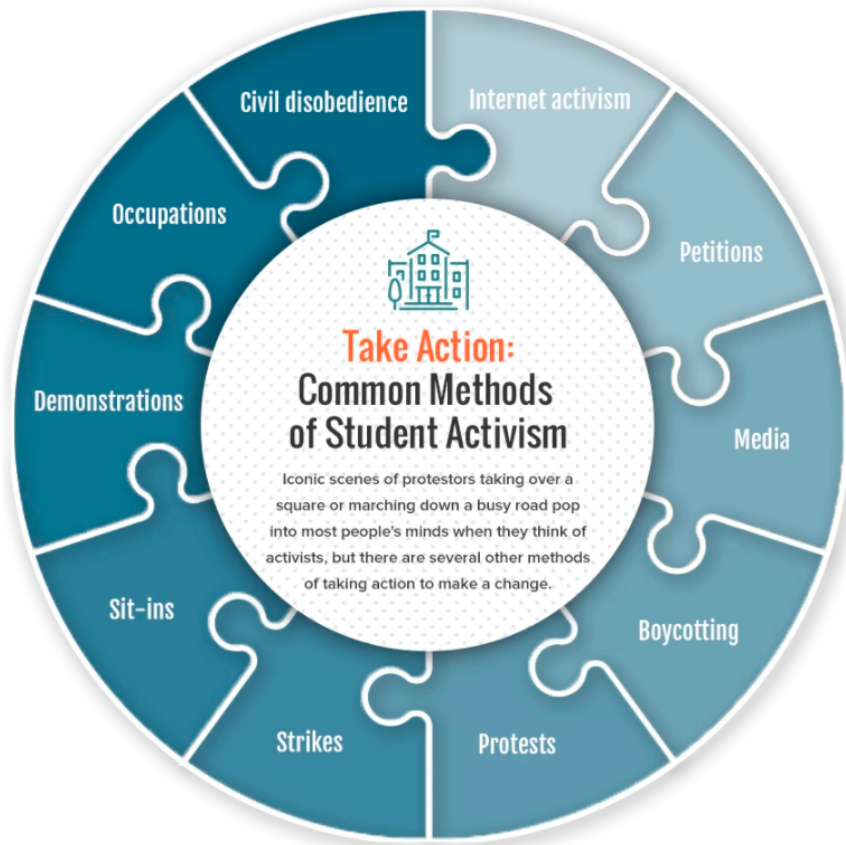 Take Action:
Common Methods
of Student Activism
Iconic scenes of protestors taking over a
square or marching down a busy road pop
into most people's minds when they think of
activists, but there are several other methods
of taking action to make a change.
Internet activism
Petitions
Media
Boycotting
Protests
Strikes
Sit-ins
Demonstrations
Occupations
Civil disobedience